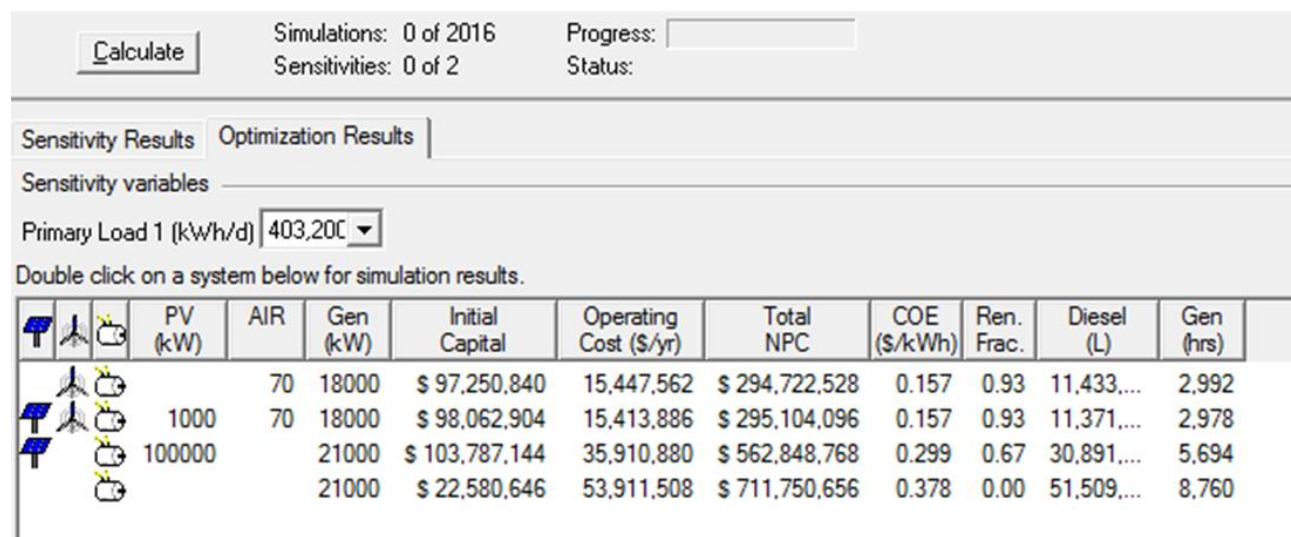 Calculate Simulations: 0 of 2016 Progress:
Sensitivities: 0 of 2 Status:
Sensitivity Results Optimization Results
Sensitivity variables
Primary Load 1 (kWh/d) 403,200
Double click on a system below for simulation results.
PV (kW) AIR Gen (kW) Initial Capital Operating Cost ($/yr) Total NPC COE ($/kWh) Ren. Frac. Diesel (L) Gen (hrs)
70 18000 $ 97,250,840 15,447,562 $ 294,722,528 0.157 0.93 11,433,... 2,992
1000 70 18000 $ 98,062,904 15,413,886 $ 295,104,096 0.157 0.93 11,371,... 2,978
100000 21000 $ 103,787,144 35,910,880 $ 562,848,768 0.299 0.67 30,891,... 5,694
21000 $ 22,580,646 53,911,508 $ 711,750,656 0.378 0.00 51,509,... 8,760